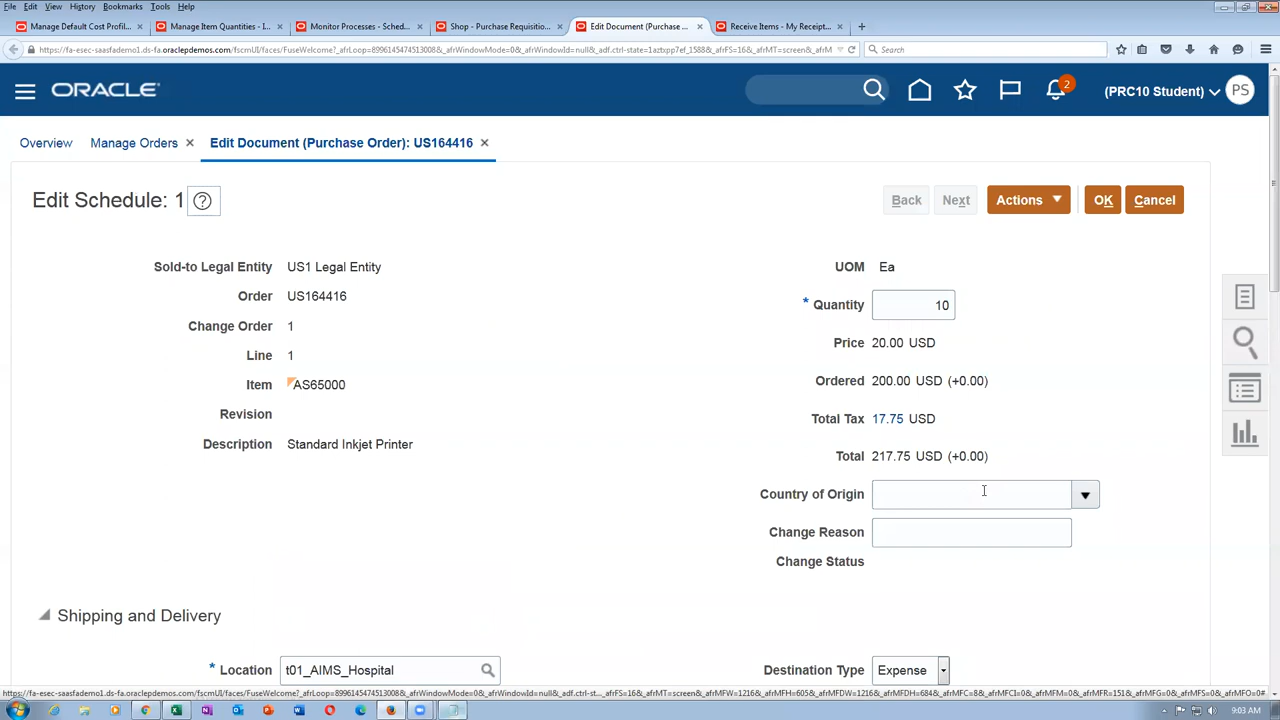 File Edit View History Bookmarks Tools Help
Manage Default Cost Profil... × Manage Item Quantities - I... × Monitor Processes - Sched... × Shop - Purchase Requisitio... × Edit Document (Purchase ... × Receive Items - My Receipt... ×
Search
ORACLE
2
(PRC10 Student) PS
Overview Manage Orders × Edit Document (Purchase Order): US164416 ×
Edit Schedule: 1 ?
Back Next Actions OK Cancel
Sold-to Legal Entity US1 Legal Entity
UOM Ea
Order US164416
* Quantity 10
Change Order 1
Price 20.00 USD
Line 1
Ordered 200.00 USD (+0.00)
Item AS65000
Revision
Total Tax 17.75 USD
Description Standard Inkjet Printer
Total 217.75 USD (+0.00)
Country of Origin
Change Reason
Change Status
Shipping and Delivery
* Location t01_AIMS_Hospital
Destination Type Expense
9:03 AM